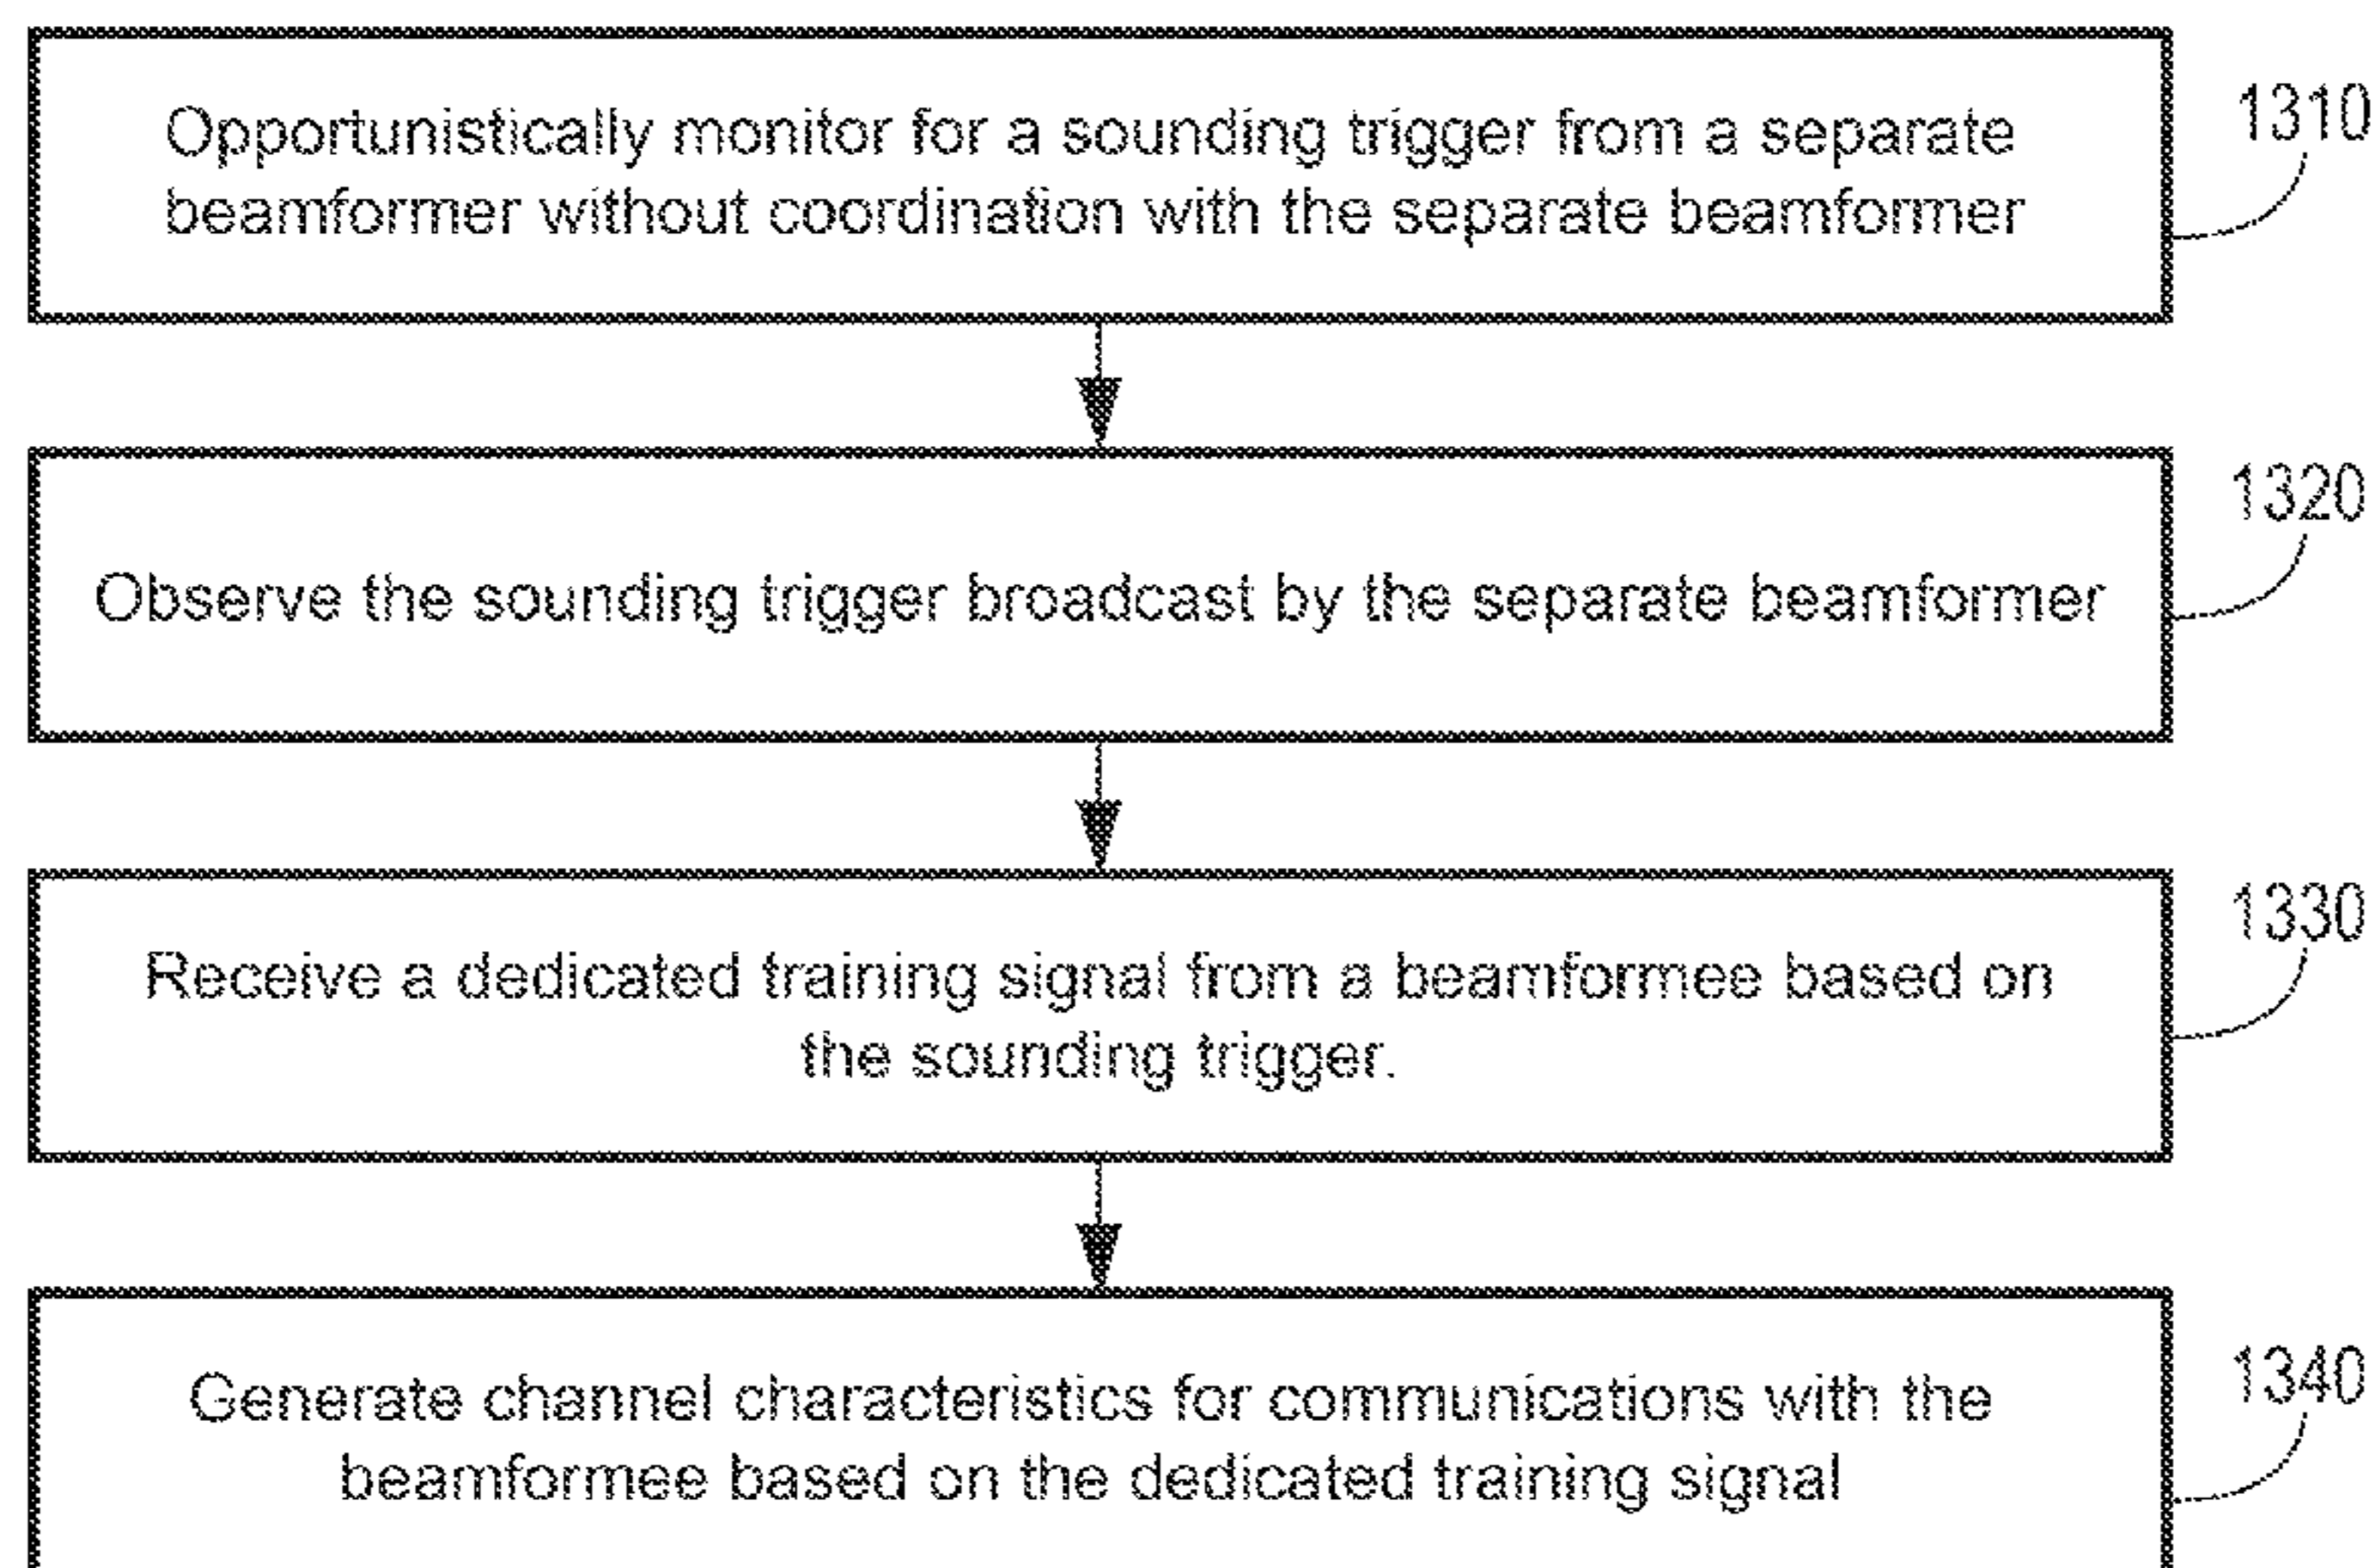 Opportunistically monitor for a sounding trigger from a separate
beamformer without coordination with the separate beamformer
1310
Observe the sounding trigger broadcast by the separate beamformer
1320
Receive a dedicated training signal from a beamformee based on
the sounding trigger.
1330
Generate channel characteristics for communications with the
beamformee based on the dedicated training signal
1340